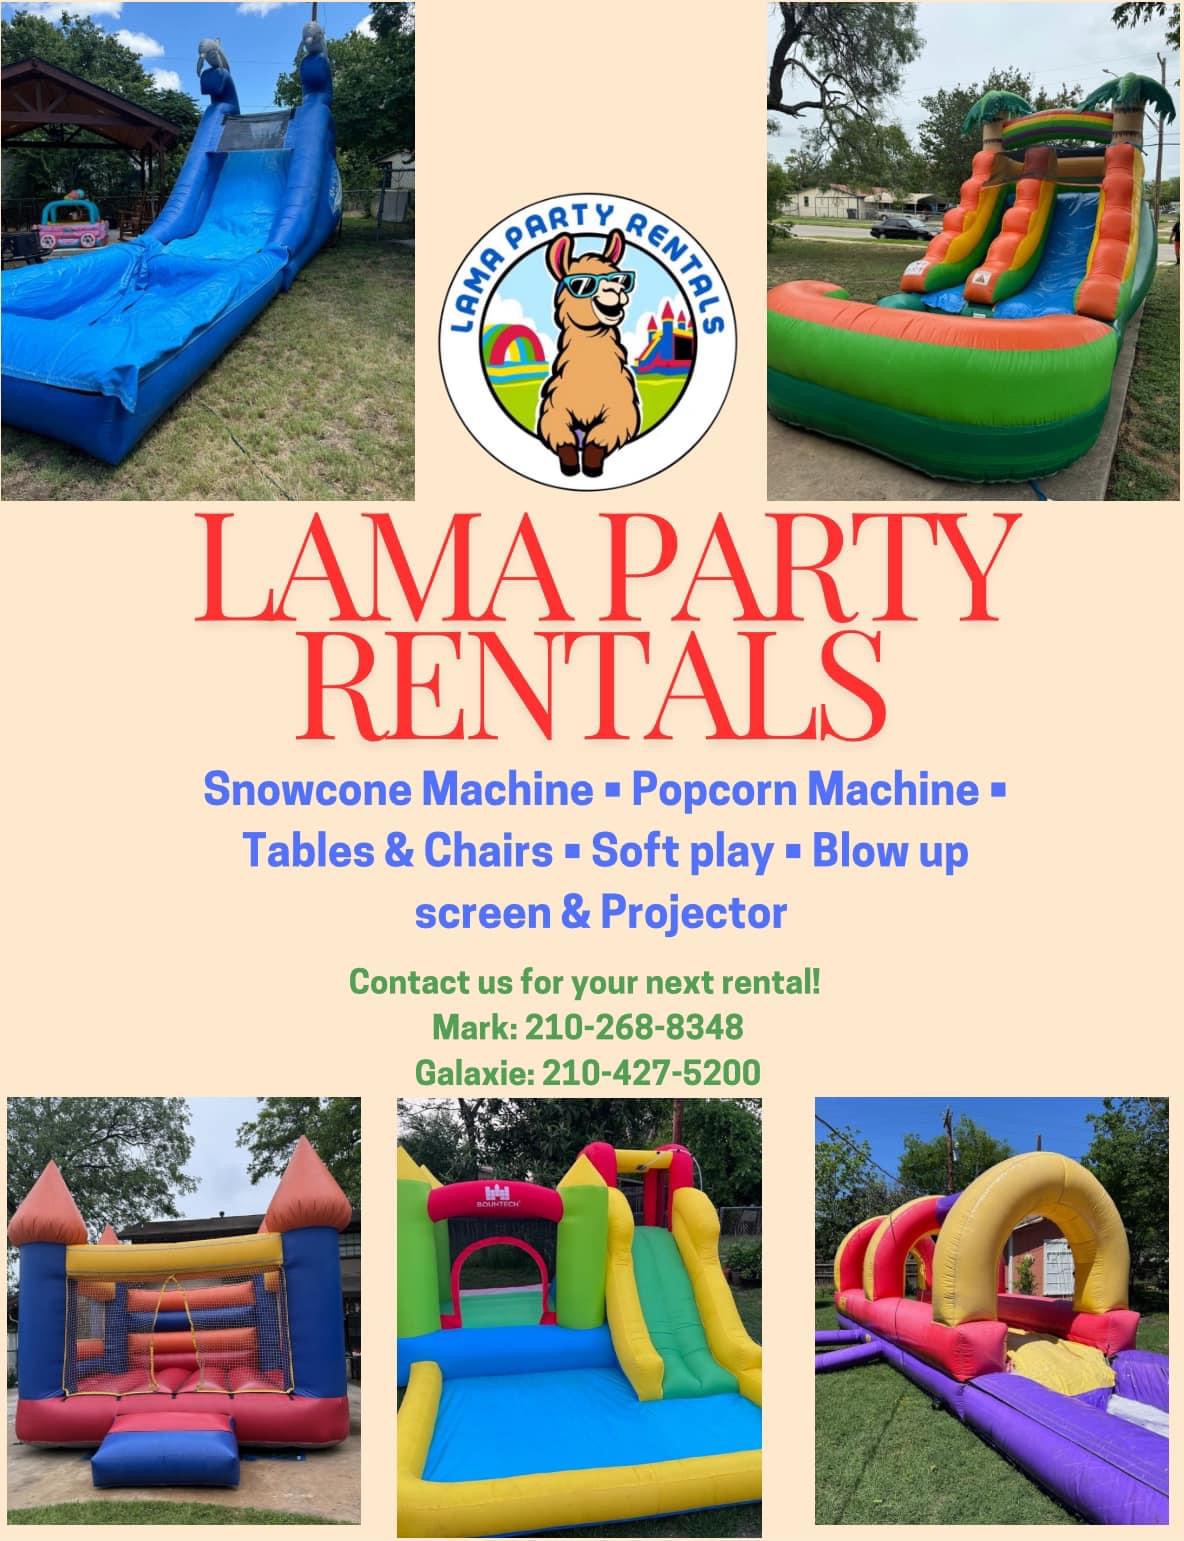 LAMA PARTY RENTALS
LAMA PARTY
RENTALS
Snowcone Machine ▪ Popcorn Machine ▪
Tables & Chairs ▪ Soft play ▪ Blow up
screen & Projector
Contact us for your next rental!
Mark: 210-268-8348
Galaxie: 210-427-5200
BOUNTECH